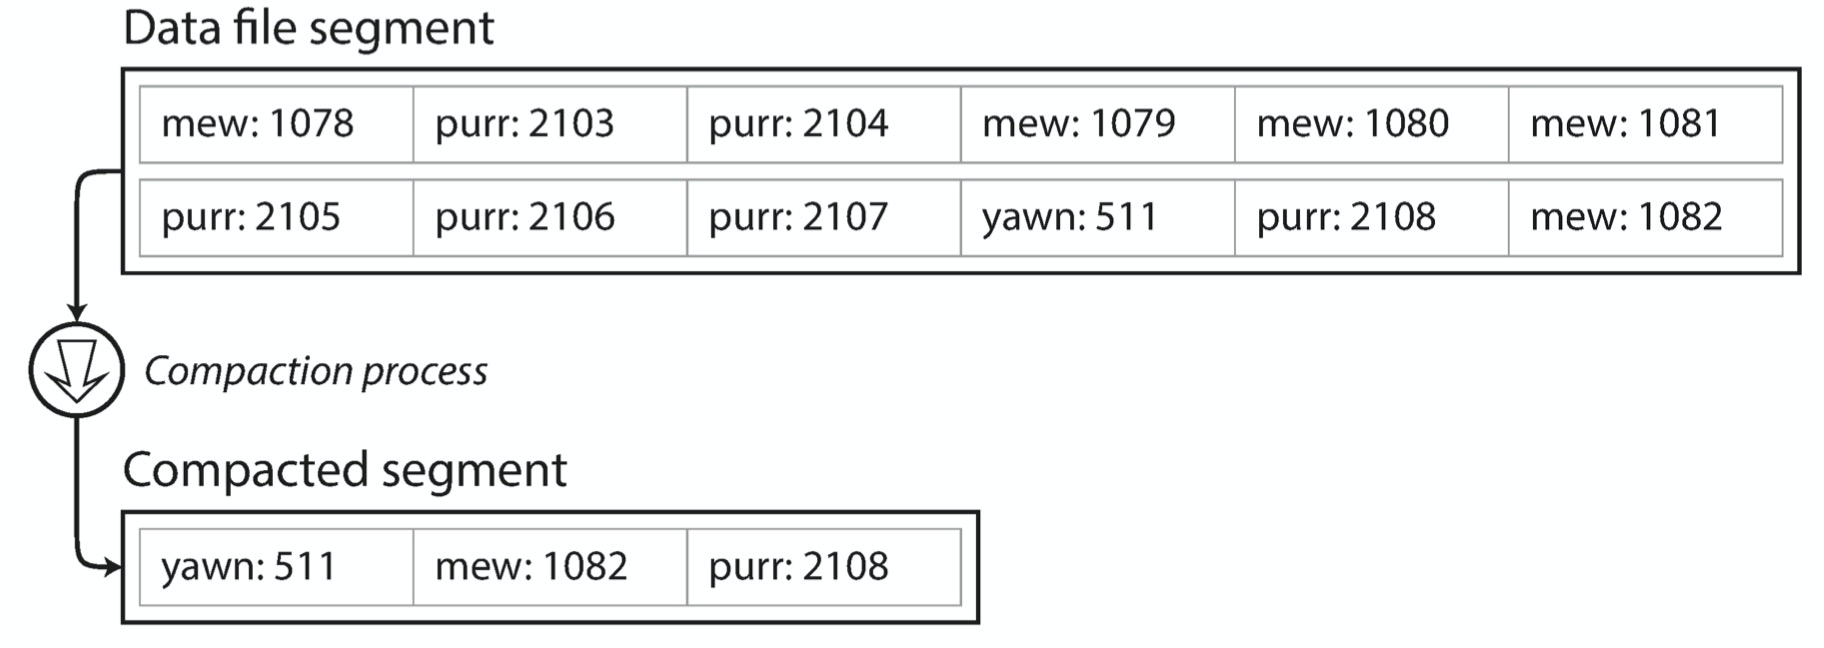 Data file segment
mew: 1078 purr: 2103 purr: 2104 mew: 1079 mew: 1080 mew: 1081
purr: 2105 purr: 2106 purr: 2107 yawn: 511 purr: 2108 mew: 1082
Compaction process
Compacted segment
yawn: 511 mew: 1082 purr: 2108